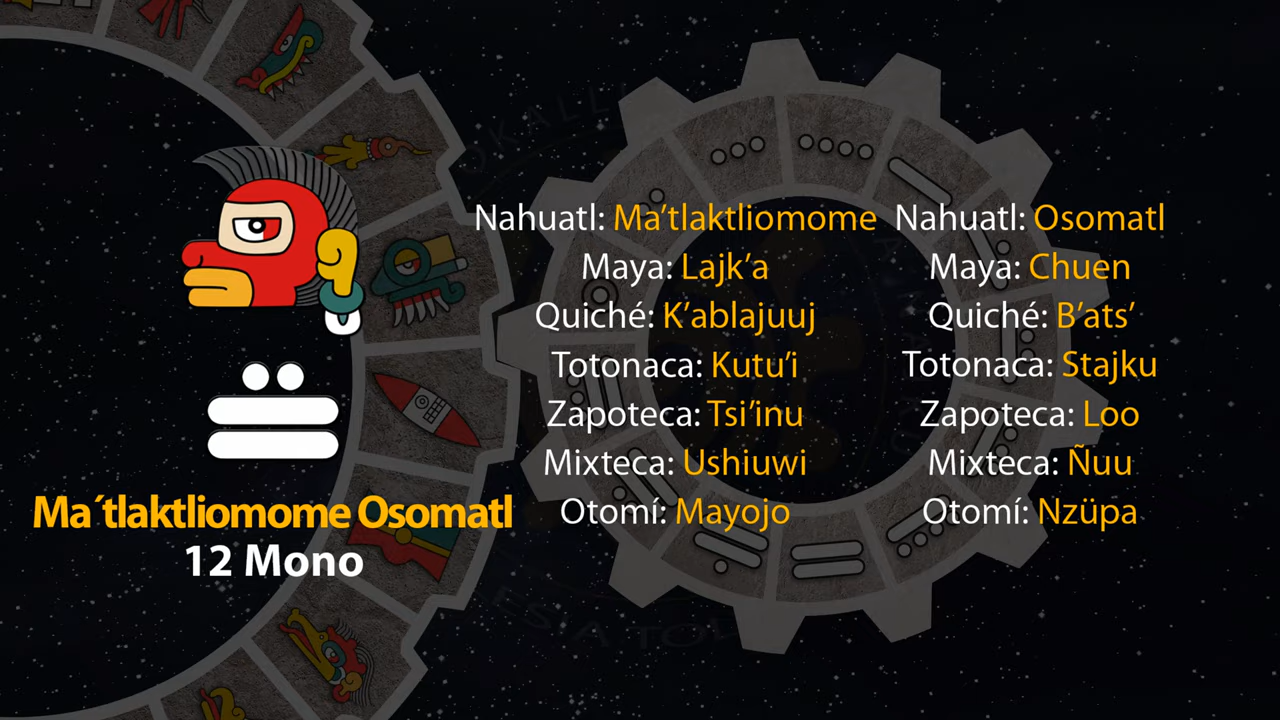 Nahuatl: Ma’tlaktliomome
Maya: Lajk’a
Quiché: K’ablajuuj
Totonaca: Kutu’i
Zapoteca: Tsi’inu
Mixteca: Ushiuwi
Otomí: Mayojo
Nahuatl: Osomatl
Maya: Chuen
Quiché: B’ats’
Totonaca: Stajku
Zapoteca: Loo
Mixteca: Ñuu
Otomí: Nzüpa
Ma´tlaktliomome Osomatl
12 Mono